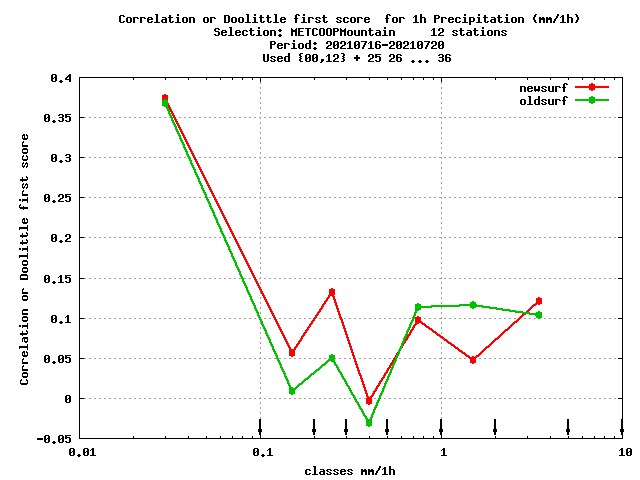 Correlation or Doolittle first score  for 1h Precipitation (mm/1h)
Selection: METCOOPMountain     12 stations
Period: 20210716-20210720
Used {00,12} + 25 26 ... 36
newsurf
oldsurf
0.4
0.35
0.3
0.25
0.2
0.15
0.1
0.05
0
-0.05
Correlation or Doolittle first score
0.01
0.1
1
10
classes mm/1h